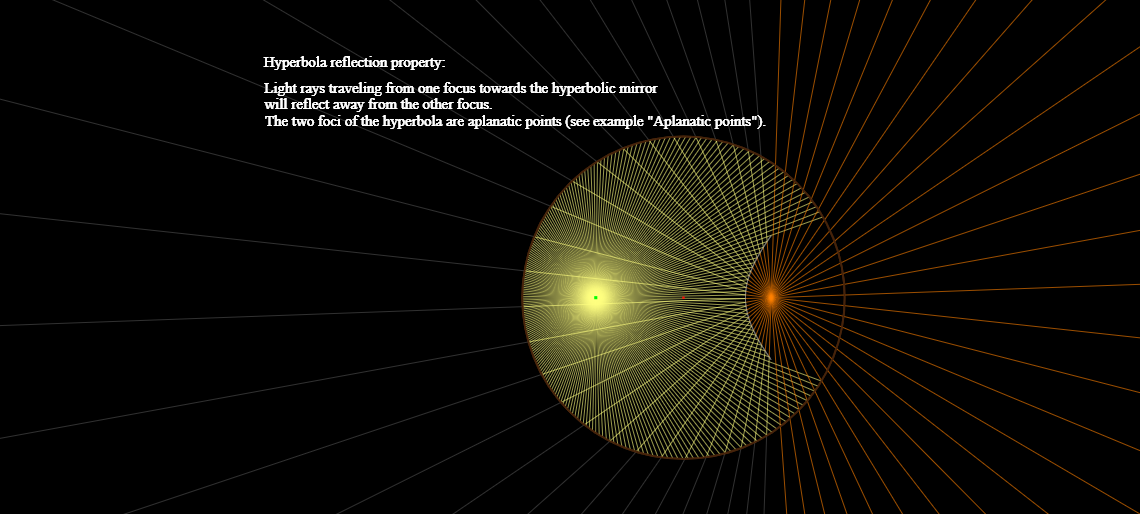 Hyperbola reflection property:
Light rays traveling from one focus towards the hyperbolic mirror
will reflect away from the other focus.
The two foci of the hyperbola are aplanatic points (see example "Aplanatic points").